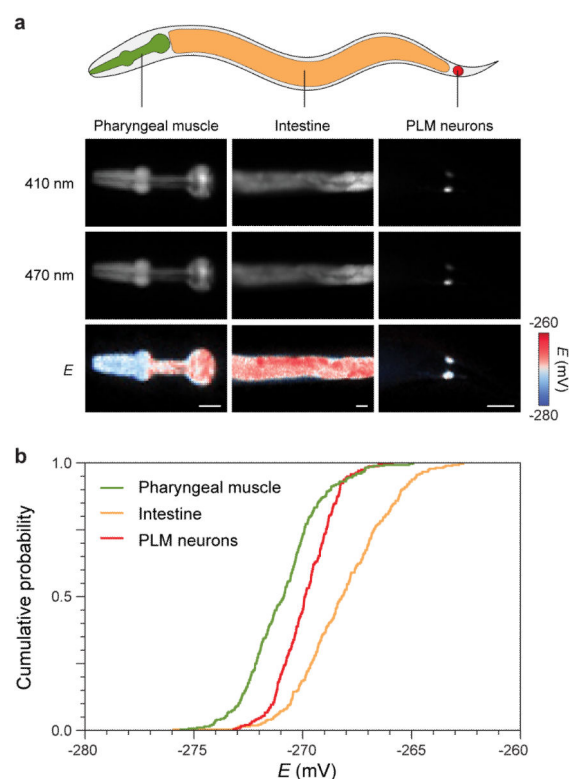 a
Pharyngeal muscle Intestine PLM neurons
410 nm
470 nm
E
-260
E (mV)
-280
b
1.0
Pharyngeal muscle
Intestine
PLM neurons
0.5
Cumulative probability
0.0
-280 -275 -270 -265 -260
E (mV)